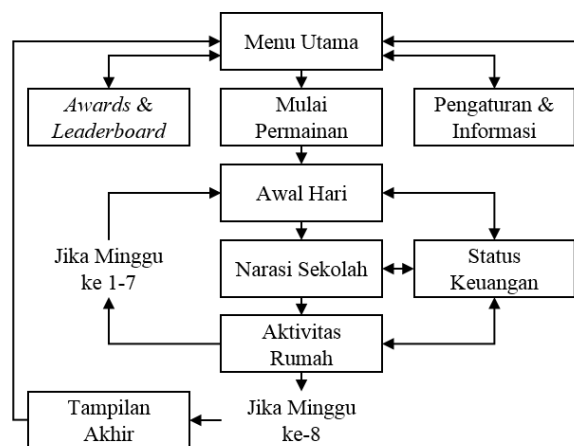 Menu Utama
Awards &
Leaderboard
Mulai
Permainan
Pengaturan &
Informasi
Awal Hari
Jika Minggu
ke 1-7
Narasi Sekolah
Status
Keuangan
Aktivitas
Rumah
Tampilan
Akhir
Jika Minggu
ke-8